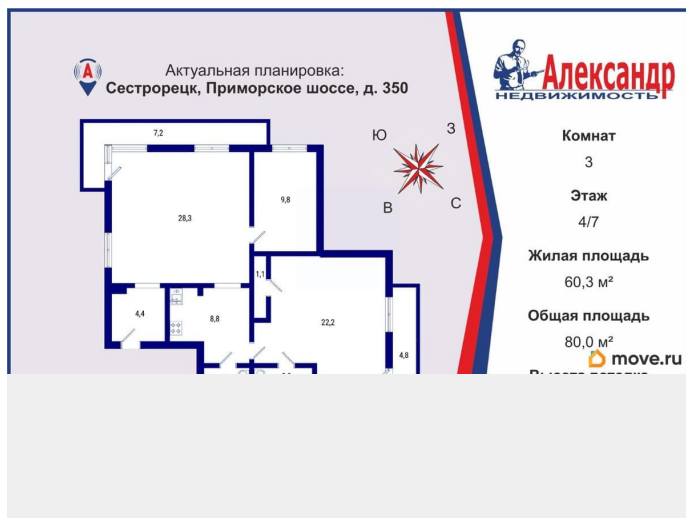 Актуальная планировка:
Сестрорецк, Приморское шоссе, д. 350
Александр
НЕДВИЖИМОСТЬ
Ю
З
В
С
7,2
28,3
9,8
1,1
4,4
8,8
22,2
4,8
Комнат
3
Этаж
4/7
Жилая площадь
60,3 м²
Общая площадь
80,0 м²
move.ru